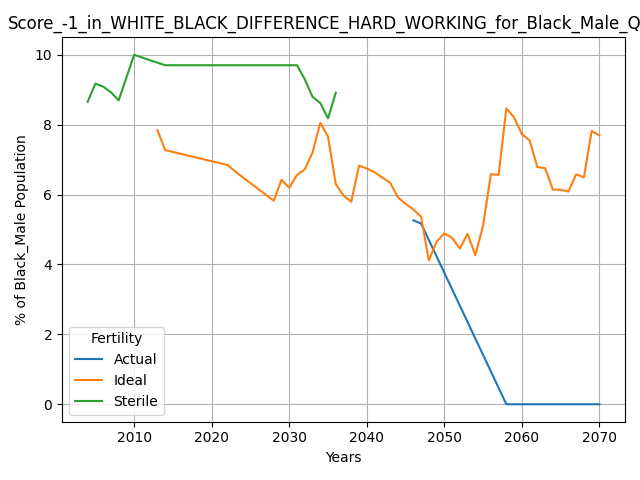 Score_-1_in_WHITE_BLACK_DIFFERENCE_HARD_WORKING_for_Black_Male_Q
10
8
6
4
2
0
% of Black_Male Population
Fertility
Actual
Ideal
Sterile
2010 2020 2030 2040 2050 2060 2070
Years